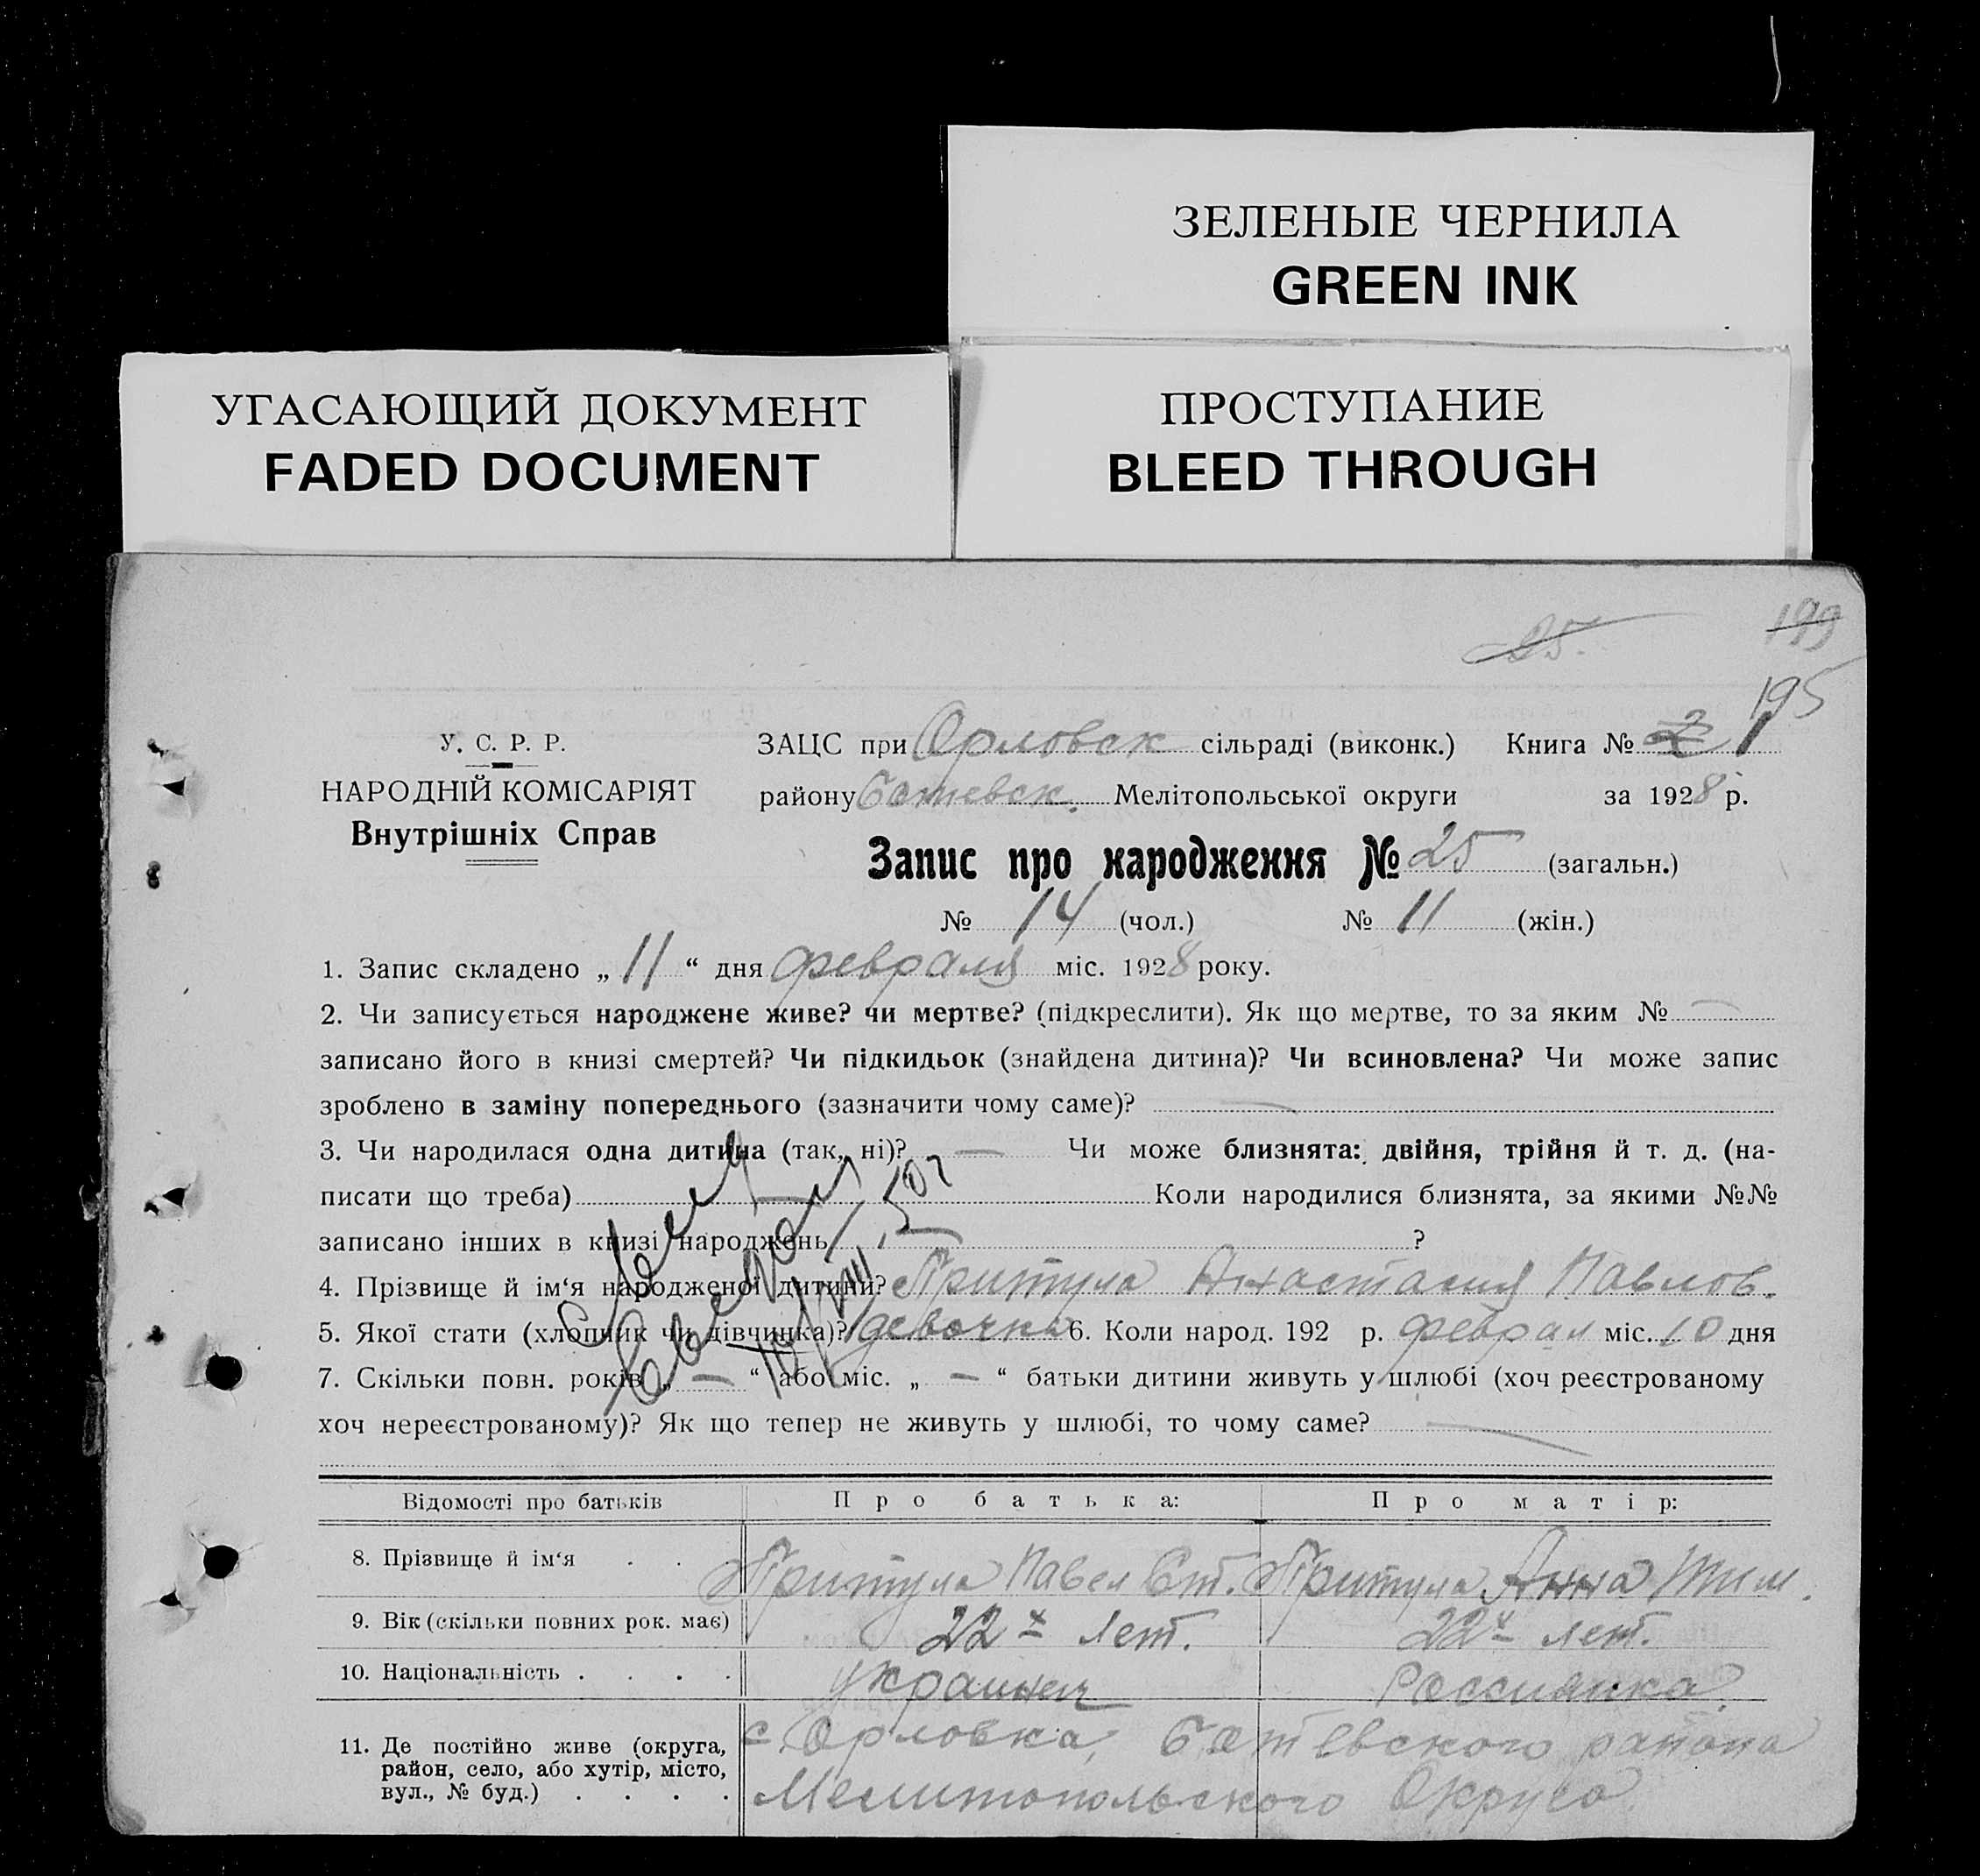 ЗЕЛЕНЫЕ ЧЕРНИЛА
GREEN INK
УГАСАЮЩИЙ ДОКУМЕНТ
FADED DOCUMENT
ПРОСТУПАНИЕ
BLEED THROUGH
25. 199
195
У. С. Р. Р.
НАРОДНІЙ КОМІСАРІЯТ
Внутрішніх Справ
ЗАЦС при Орловск сільраді (виконк.) Книга № 2 1
району Мелітопольської округи за 1928 р.
Запис про народження № 25 (загальн.)
№ 14 (чол.) № 11 (жін.)
1. Запис складено „ 11 “ дня февраля міс. 1928 року.
2. Чи записується народжене живе? чи мертве? (підкреслити). Як що мертве, то за яким № —
записано його в книзі смертей? Чи підкидьок (знайдена дитина)? Чи всиновлена? Чи може запис
зроблено в заміну попереднього (зазначити чому саме)? —
3. Чи народилася одна дитина (так, ні)? — Чи може близнята: двійня, трійня й т. д. (на-
писати що треба) Коли народилися близнята, за якими №№
записано інших в книзі народжень ?
4. Прізвище й ім‘я народженої дитини? Притула Анастасия Павлов.
5. Якої стати (хлопчик чи дівчинка)? девочка 6. Коли народ. 192 р. феврал міс. 10 дня
7. Скільки повн. років „ — “ або міс. „ — “ батьки дитини живуть у шлюбі (хоч реєстрованому
хоч нереєстрованому)? Як що тепер не живуть у шлюбі, то чому саме? —
Відомості про батьків Про батька: Про матір:
8. Прізвище й ім‘я . . Притула Павел Ст. Притула Анна Тим.
9. Вік (скільки повних рок. має) 22х лет. 22х лет.
10. Національність . . . . украинец Россиянка
11. Де постійно живе (округа,
район, село, або хутір, місто,
вул., № буд.) . . . .
с. Орловка, района
Мелитопольского Округа